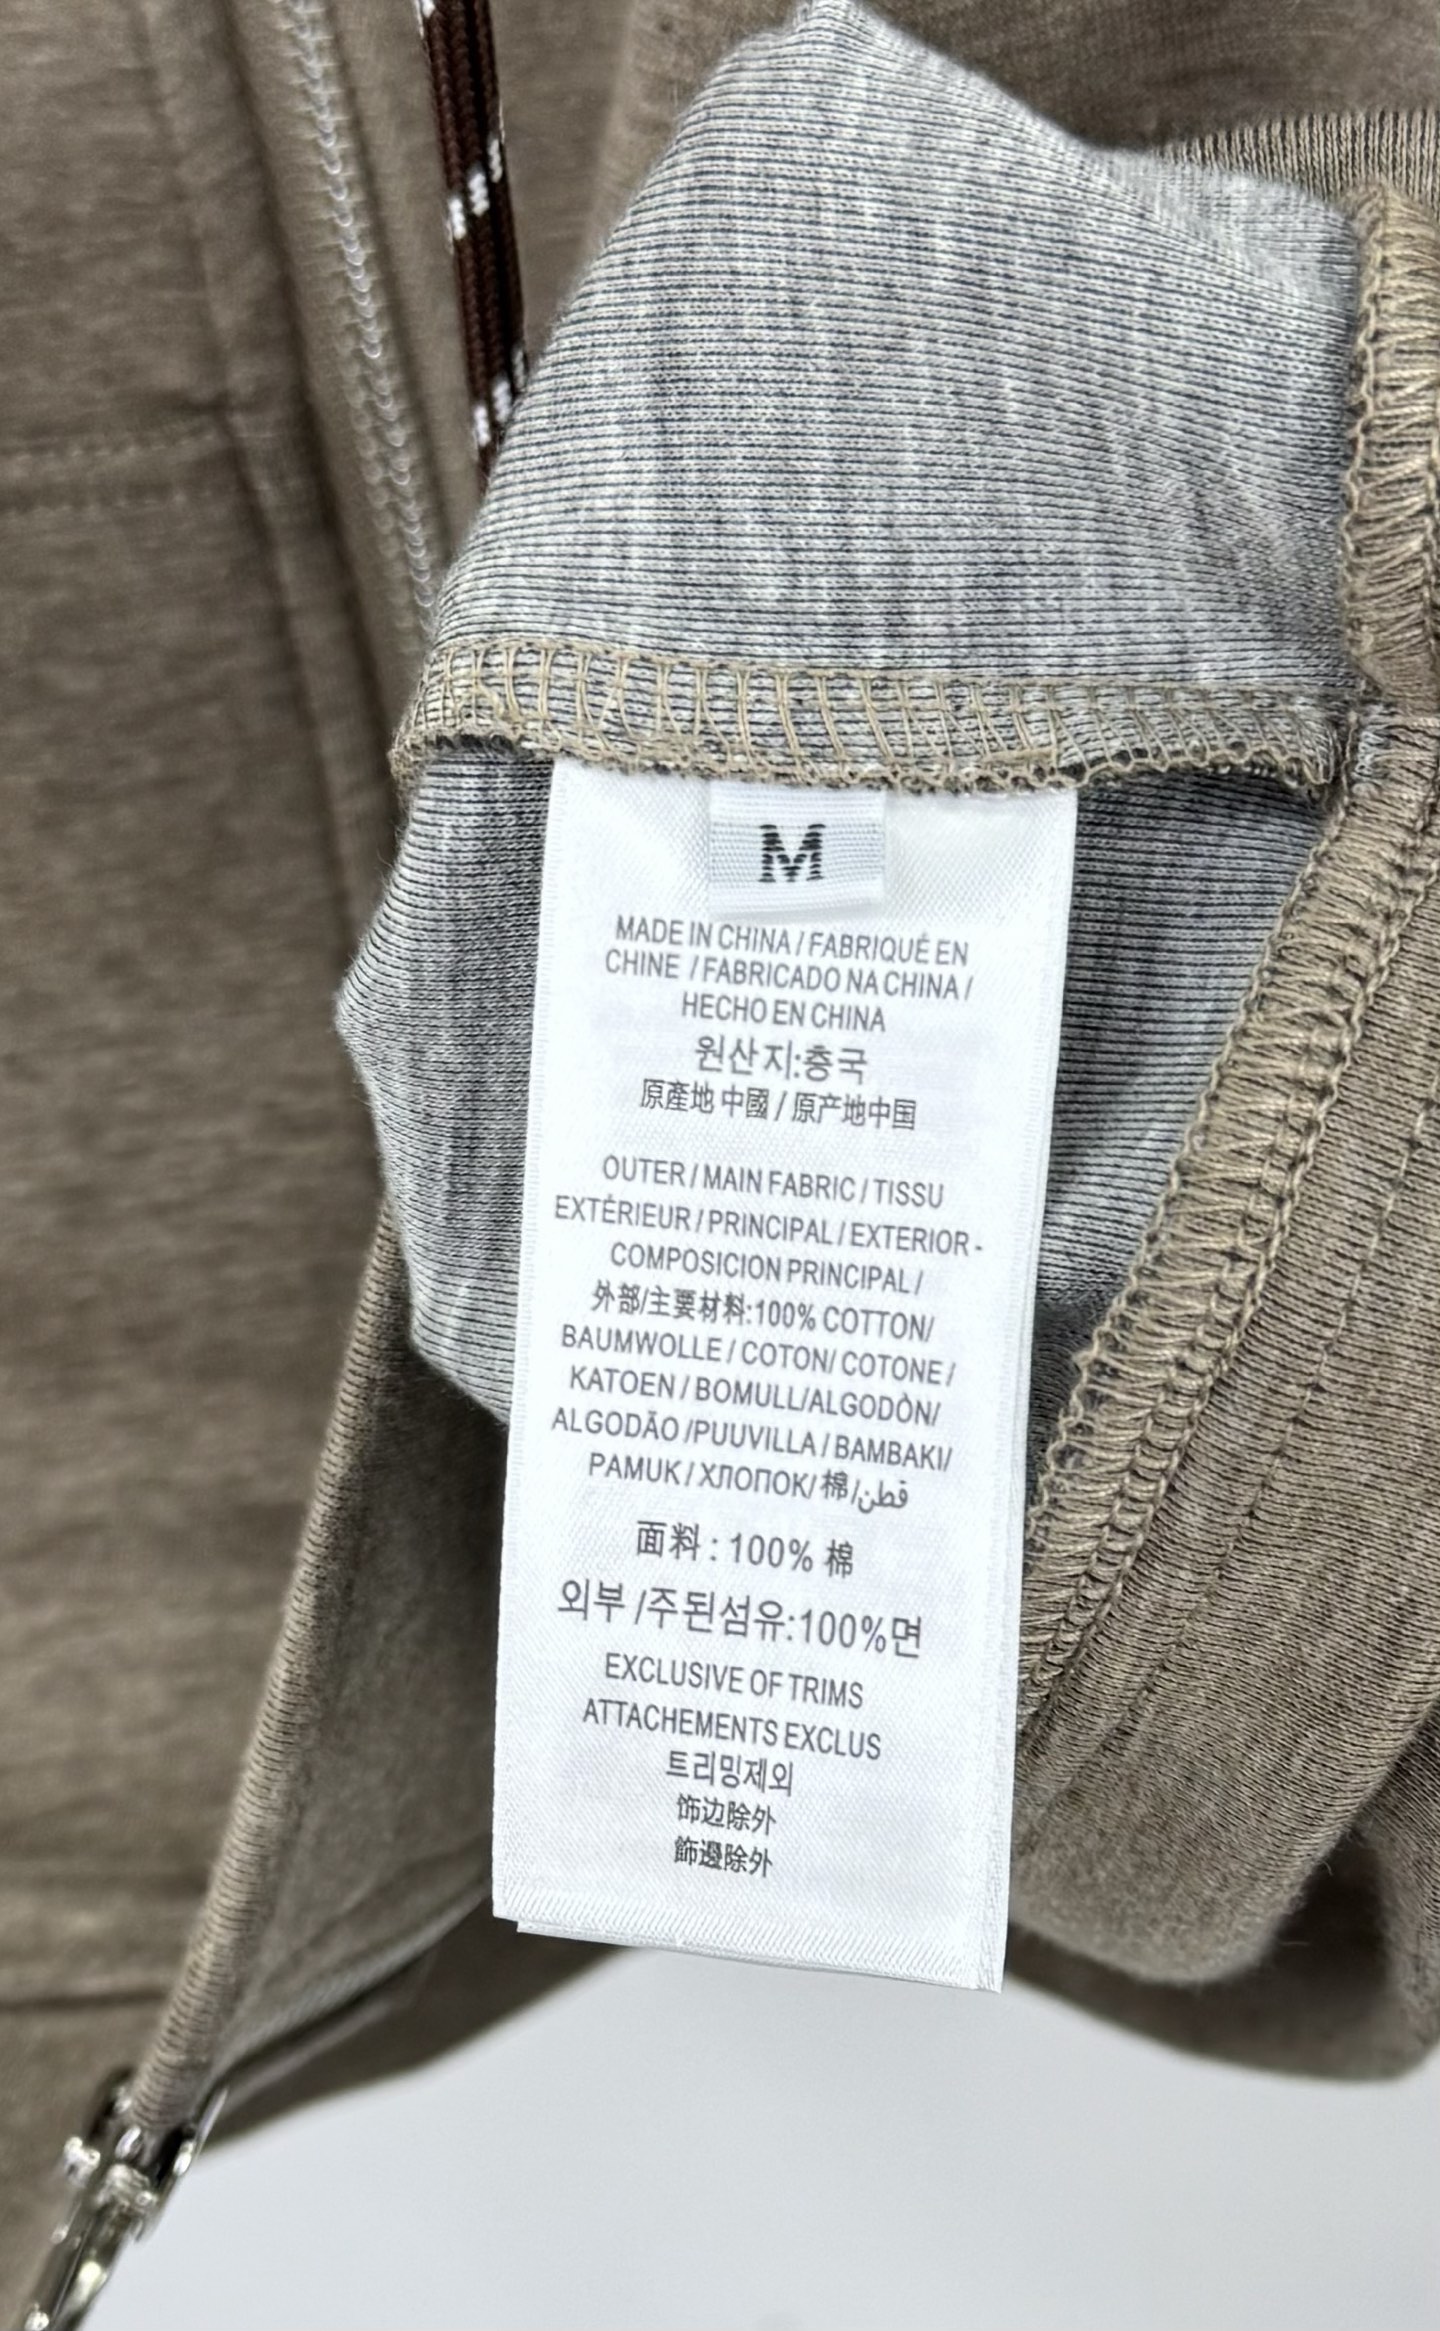 M
MADE IN CHINA / FABRIQUÉ EN
CHINE / FABRICADO NA CHINA /
HECHO EN CHINA
원산지:층국
原產地 中國 / 原产地中国
OUTER / MAIN FABRIC / TISSU
EXTÉRIEUR / PRINCIPAL / EXTERIOR -
COMPOSICION PRINCIPAL /
外部/主要材料:100% COTTON/
BAUMWOLLE / COTON/ COTONE /
KATOEN / BOMULL/ALGODÒN/
ALGODÃO /PUUVILLA / BAMBAKI/
PAMUK / ХЛОПОК/ 棉/قطن
面料 : 100% 棉
외부 /주된섬유:100%면
EXCLUSIVE OF TRIMS
ATTACHEMENTS EXCLUS
트리밍제외
饰边除外
飾邊除外